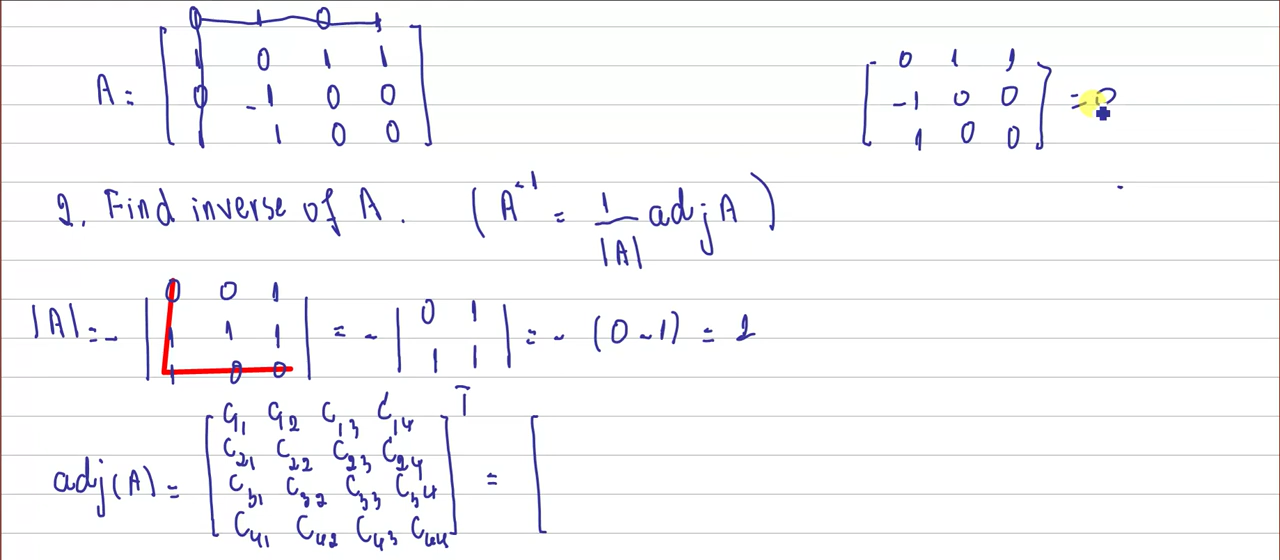 A = [ 0 1 0 1
1 0 1 1
0 -1 0 0
1 1 0 0 ]
[ 0 1 1
-1 0 0
1 0 0 ] = 0
2. Find inverse of A. ( A^-1 = 1/|A| adj A )
|A| = - | 0 0 1
1 1 1
1 0 0 | = - | 0 1
1 1 | = - (0 - 1) = 1
adj(A) = [ C11 C12 C13 C14
C21 C22 C23 C24
C31 C32 C33 C34
C41 C42 C43 C44 ]^T = [